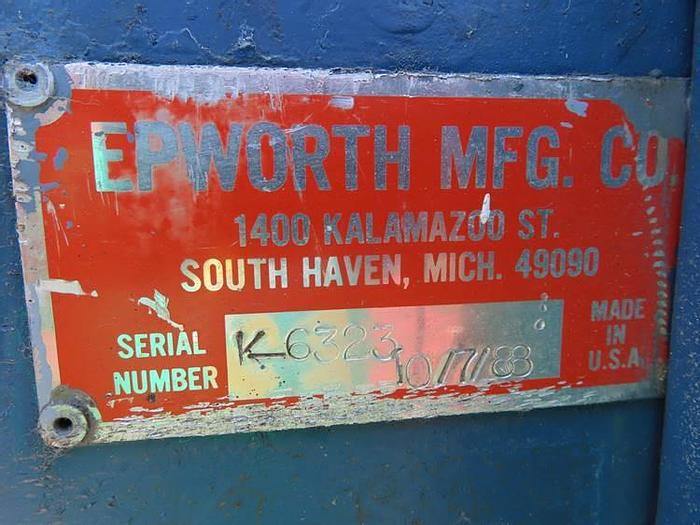 EPWORTH MFG. CO
1400 KALAMAZOO ST.
SOUTH HAVEN, MICH. 49090
SERIAL NUMBER
K-6323 10/7/88
MADE
IN
U.S.A.